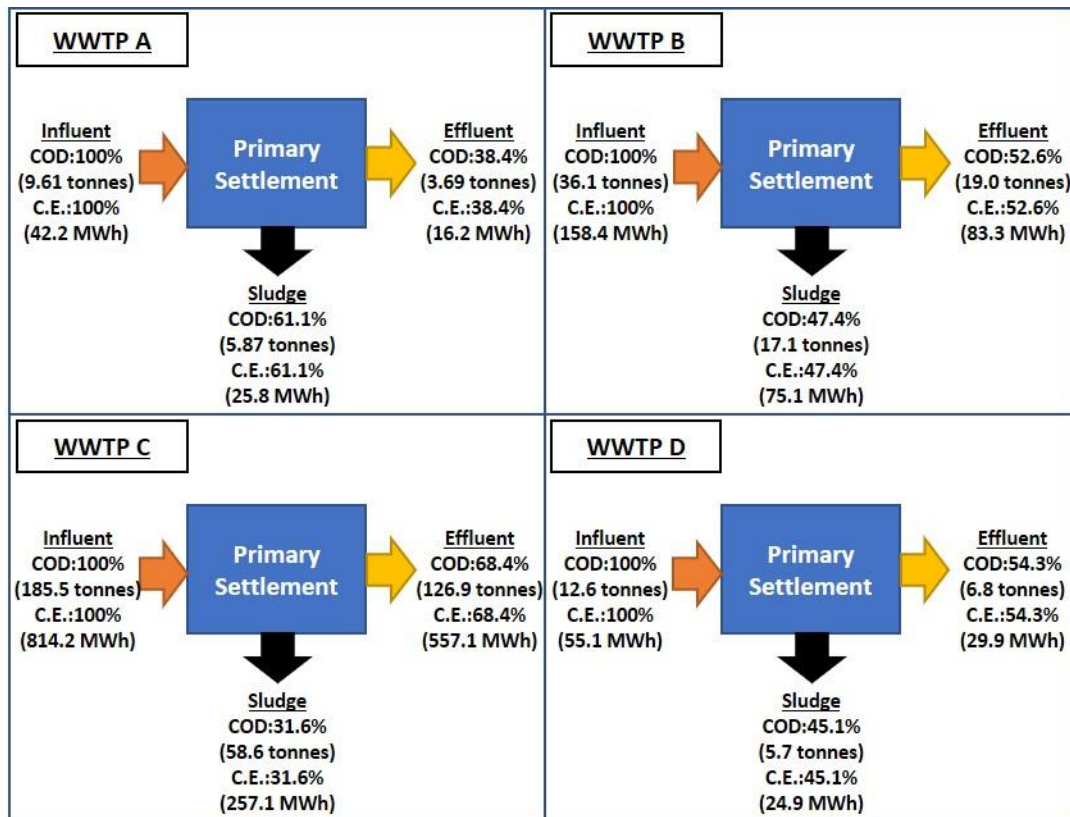 WWTP A
Influent
COD:100%
(9.61 tonnes)
C.E.:100%
(42.2 MWh)
Primary
Settlement
Effluent
COD:38.4%
(3.69 tonnes)
C.E.:38.4%
(16.2 MWh)
Sludge
COD:61.1%
(5.87 tonnes)
C.E.:61.1%
(25.8 MWh)
WWTP B
Influent
COD:100%
(36.1 tonnes)
C.E.:100%
(158.4 MWh)
Primary
Settlement
Effluent
COD:52.6%
(19.0 tonnes)
C.E.:52.6%
(83.3 MWh)
Sludge
COD:47.4%
(17.1 tonnes)
C.E.:47.4%
(75.1 MWh)
WWTP C
Influent
COD:100%
(185.5 tonnes)
C.E.:100%
(814.2 MWh)
Primary
Settlement
Effluent
COD:68.4%
(126.9 tonnes)
C.E.:68.4%
(557.1 MWh)
Sludge
COD:31.6%
(58.6 tonnes)
C.E.:31.6%
(257.1 MWh)
WWTP D
Influent
COD:100%
(12.6 tonnes)
C.E.:100%
(55.1 MWh)
Primary
Settlement
Effluent
COD:54.3%
(6.8 tonnes)
C.E.:54.3%
(29.9 MWh)
Sludge
COD:45.1%
(5.7 tonnes)
C.E.:45.1%
(24.9 MWh)